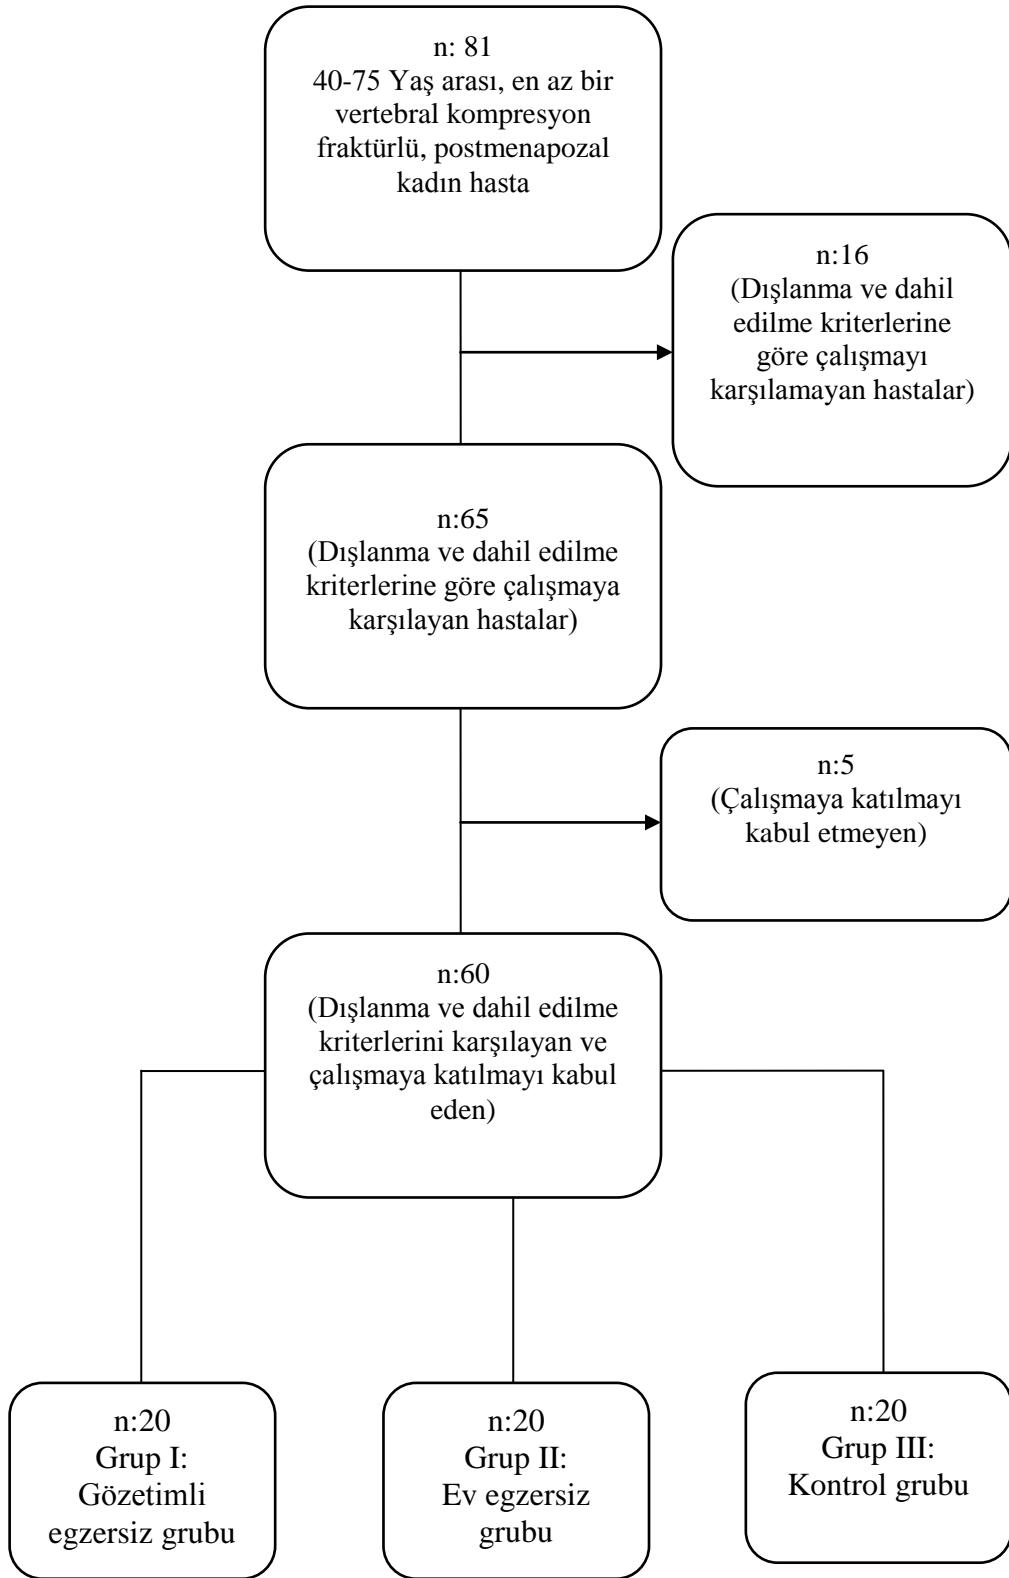 n: 81
40-75 Yaş arası, en az bir
vertebral kompresyon
fraktürlü, postmenapozal
kadın hasta
n:16
(Dışlanma ve dahil
edilme kriterlerine
göre çalışmayı
karşılamayan hastalar)
n:65
(Dışlanma ve dahil edilme
kriterlerine göre çalışmaya
karşılayan hastalar)
n:5
(Çalışmaya katılmayı
kabul etmeyen)
n:60
(Dışlanma ve dahil edilme
kriterlerini karşılayan ve
çalışmaya katılmayı kabul
eden)
n:20
Grup I:
Gözetimli
egzersiz grubu
n:20
Grup II:
Ev egzersiz
grubu
n:20
Grup III:
Kontrol grubu